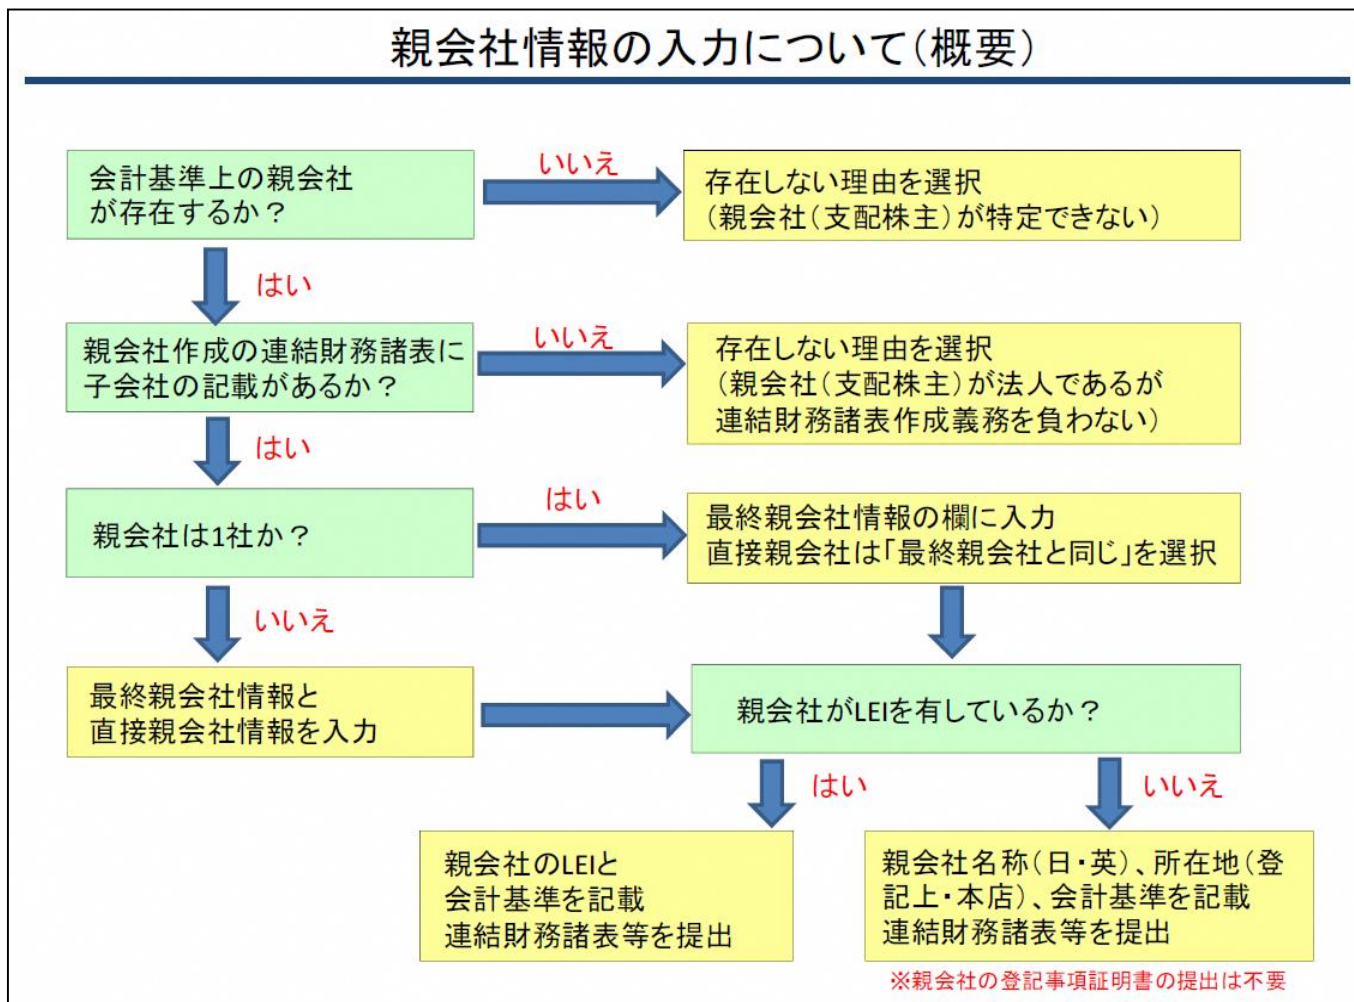 親会社情報の入力について(概要)
会計基準上の親会社
が存在するか?
いいえ
存在しない理由を選択
(親会社(支配株主)が特定できない)
はい
親会社作成の連結財務諸表に
子会社の記載があるか?
いいえ
存在しない理由を選択
(親会社(支配株主)が法人であるが
連結財務諸表作成義務を負わない)
はい
親会社は1社か?
はい
最終親会社情報の欄に入力
直接親会社は「最終親会社と同じ」を選択
いいえ
最終親会社情報と
直接親会社情報を入力
親会社がLEIを有しているか?
はい
いいえ
親会社のLEIと
会計基準を記載
連結財務諸表等を提出
親会社名称(日・英)、所在地(登
記上・本店)、会計基準を記載
連結財務諸表等を提出
※親会社の登記事項証明書の提出は不要